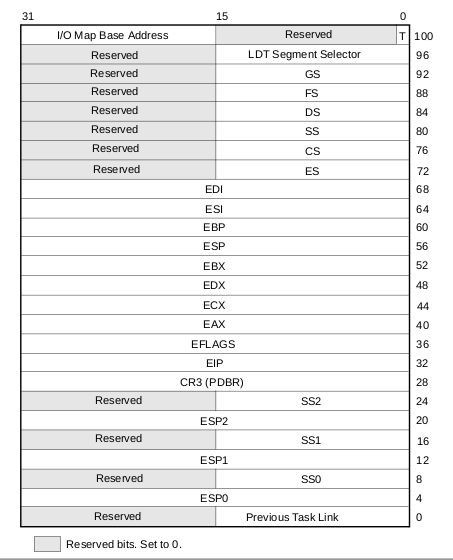 31 15 0
I/O Map Base Address Reserved T 100
Reserved LDT Segment Selector 96
Reserved GS 92
Reserved FS 88
Reserved DS 84
Reserved SS 80
Reserved CS 76
Reserved ES 72
EDI 68
ESI 64
EBP 60
ESP 56
EBX 52
EDX 48
ECX 44
EAX 40
EFLAGS 36
EIP 32
CR3 (PDBR) 28
Reserved SS2 24
ESP2 20
Reserved SS1 16
ESP1 12
Reserved SS0 8
ESP0 4
Reserved Previous Task Link 0
Reserved bits. Set to 0.